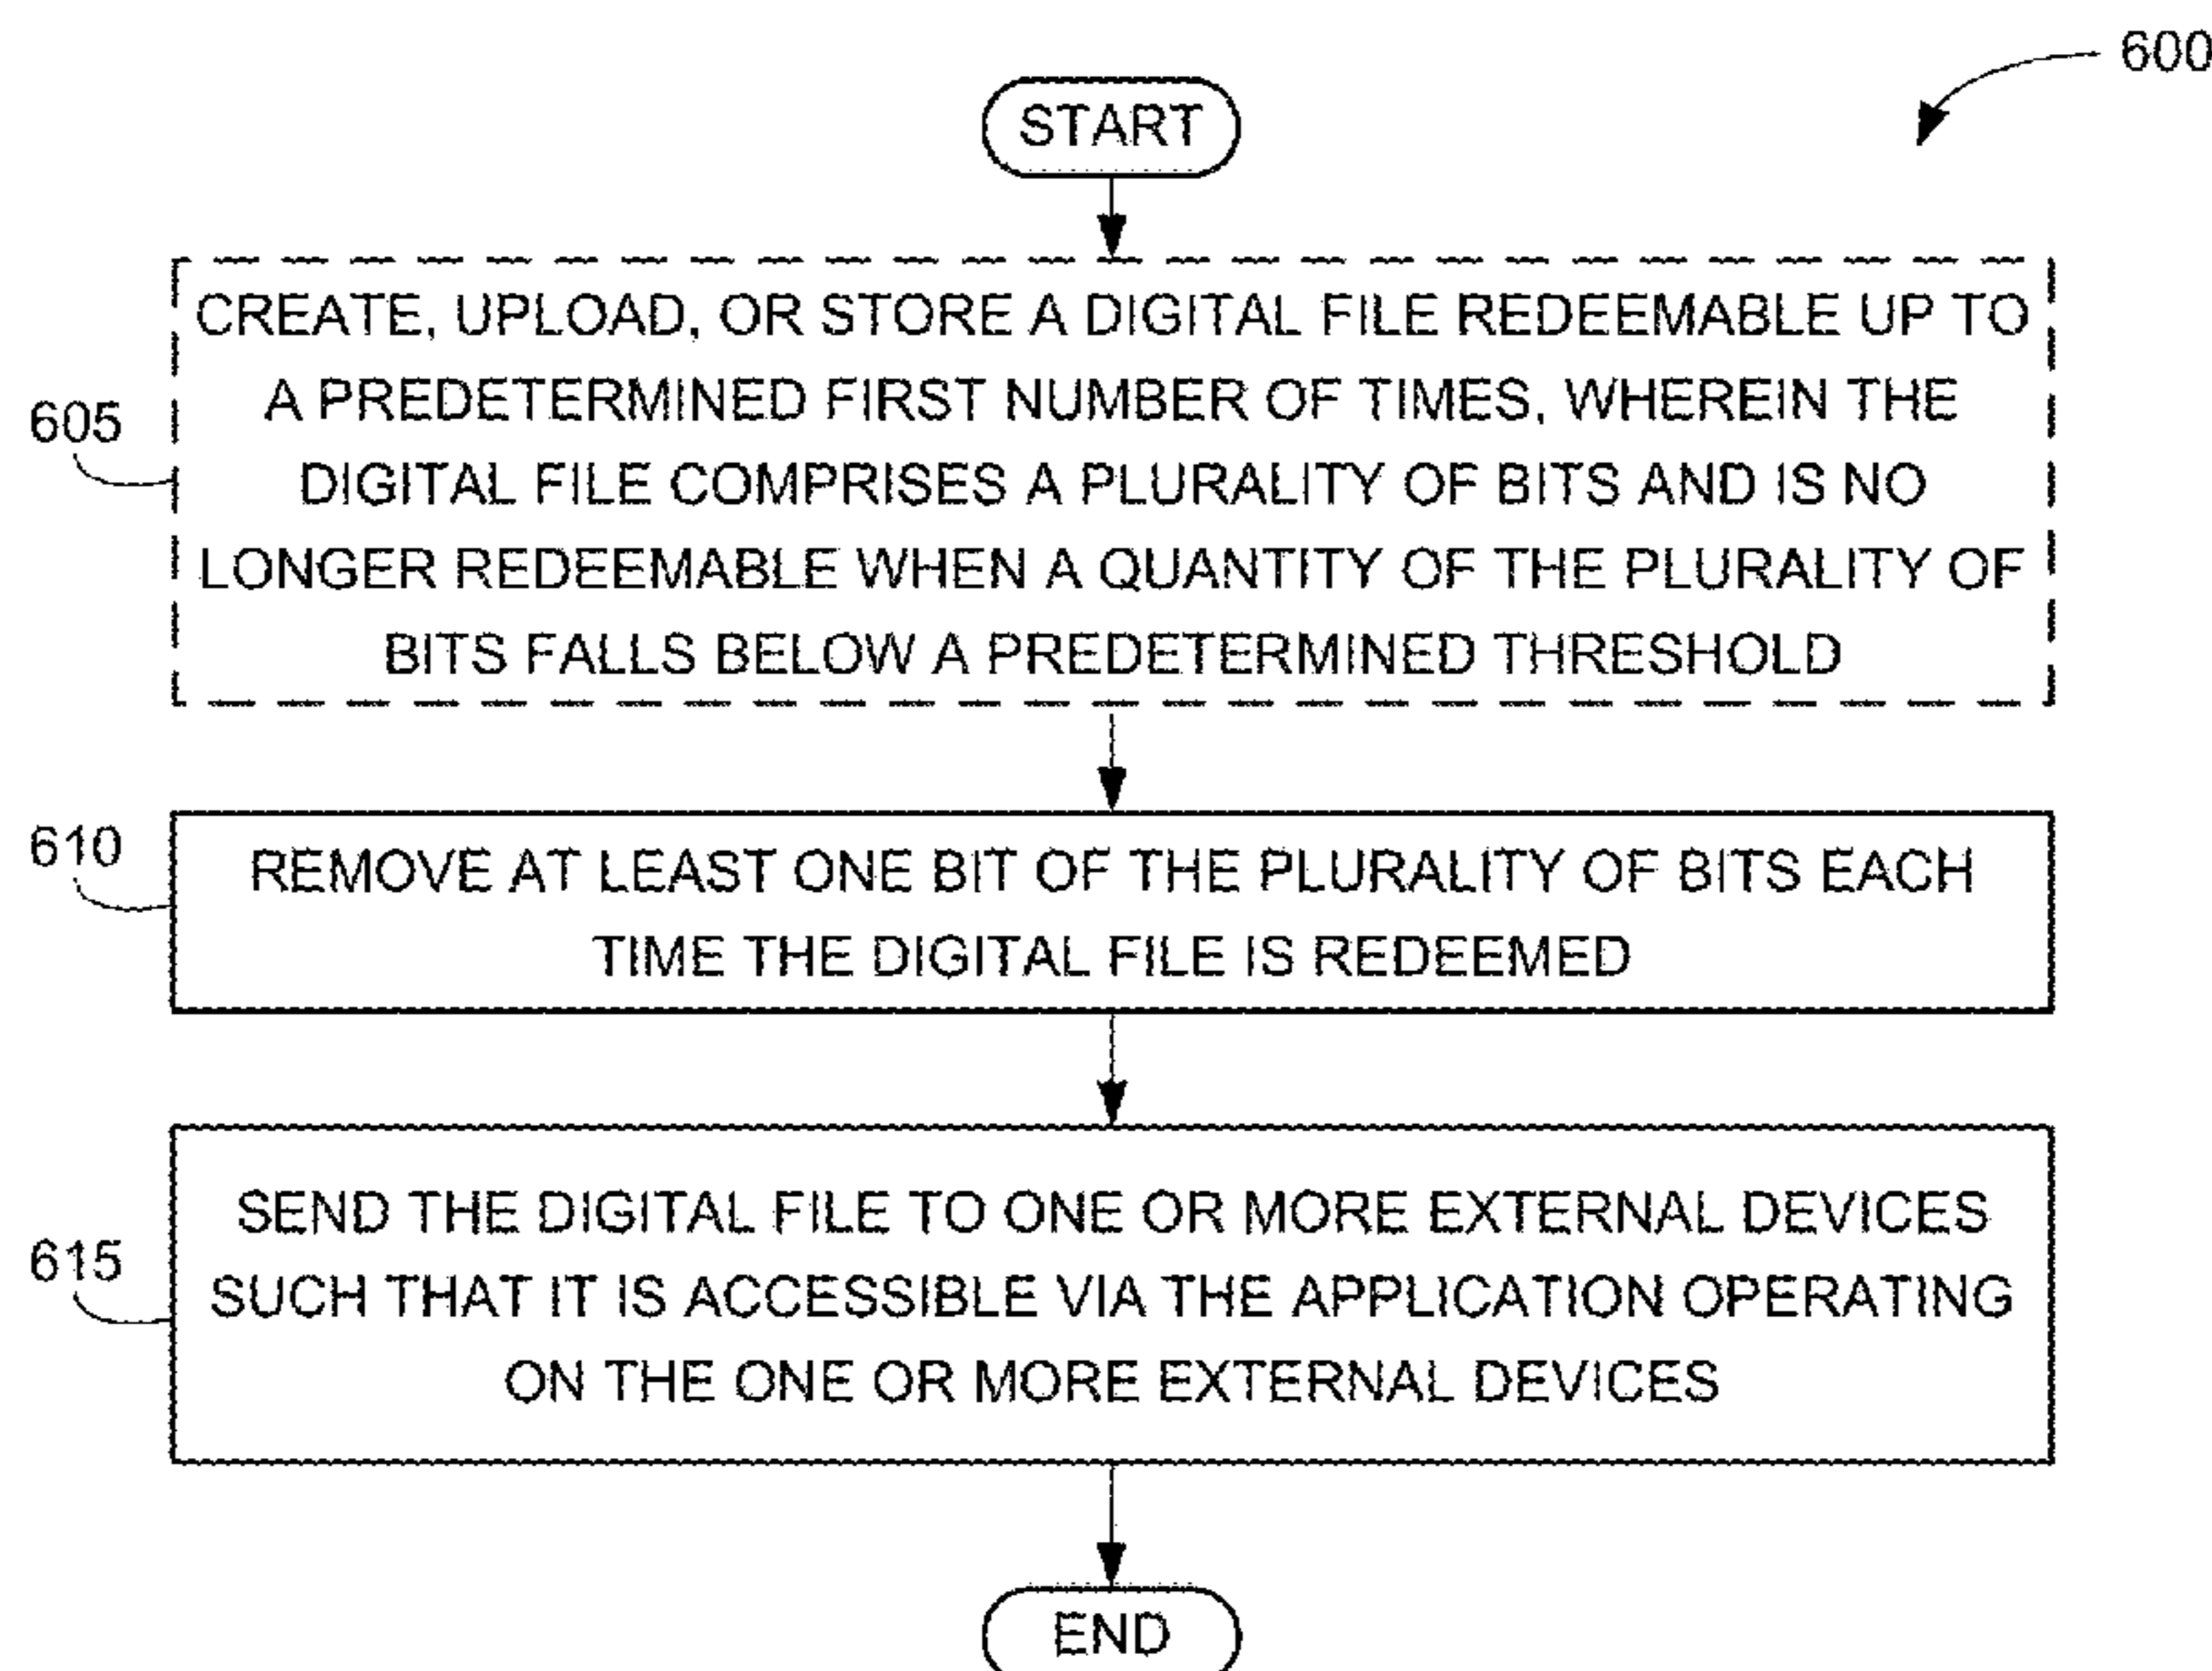 600
START
605
CREATE, UPLOAD, OR STORE A DIGITAL FILE REDEEMABLE UP TO
A PREDETERMINED FIRST NUMBER OF TIMES, WHEREIN THE
DIGITAL FILE COMPRISES A PLURALITY OF BITS AND IS NO
LONGER REDEEMABLE WHEN A QUANTITY OF THE PLURALITY OF
BITS FALLS BELOW A PREDETERMINED THRESHOLD
610
REMOVE AT LEAST ONE BIT OF THE PLURALITY OF BITS EACH
TIME THE DIGITAL FILE IS REDEEMED
615
SEND THE DIGITAL FILE TO ONE OR MORE EXTERNAL DEVICES
SUCH THAT IT IS ACCESSIBLE VIA THE APPLICATION OPERATING
ON THE ONE OR MORE EXTERNAL DEVICES
END